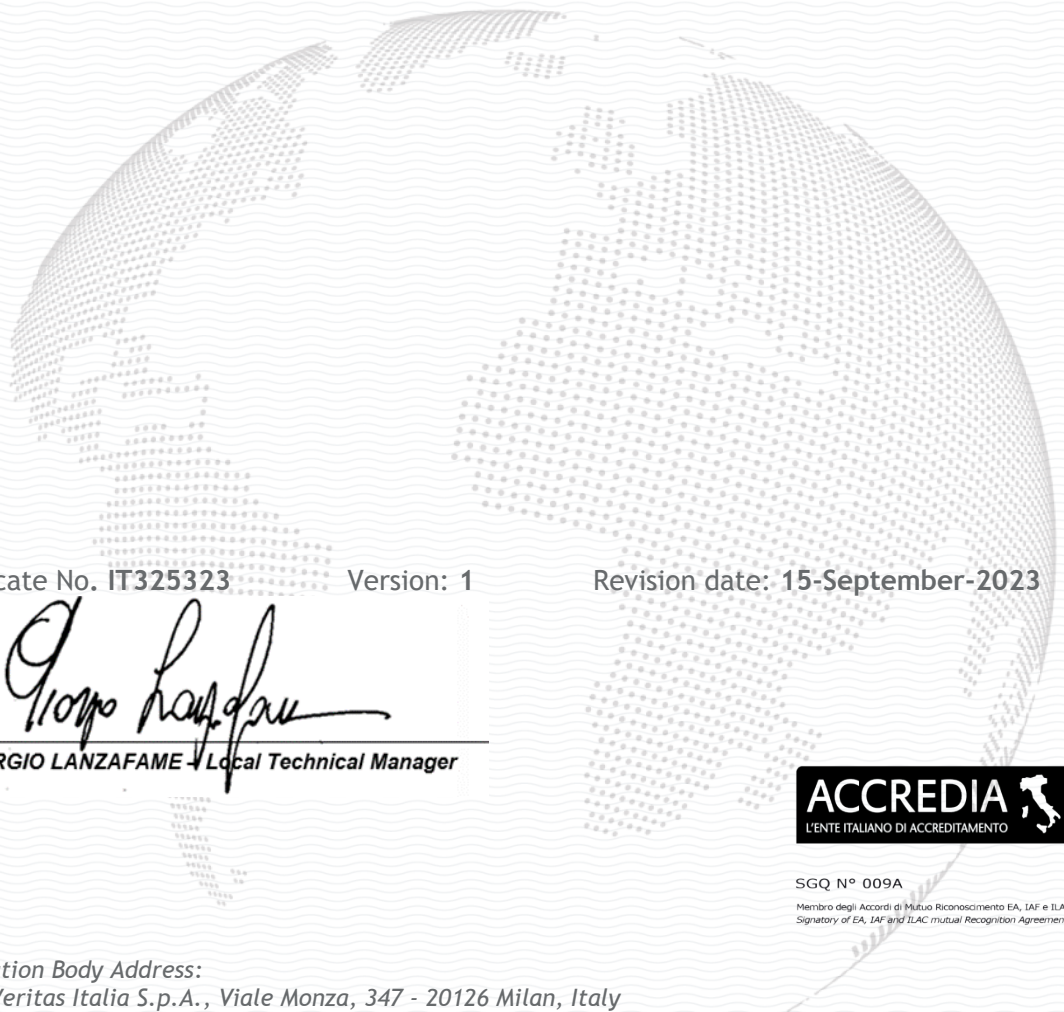 cate No. IT325323 Version: 1 Revision date: 15-September-2023
RGIO LANZAFAME - Local Technical Manager
ACCREDIA
L'ENTE ITALIANO DI ACCREDITAMENTO
SGQ N° 009A
Membro degli Accordi di Mutuo Riconoscimento EA, IAF e ILA
Signatory of EA, IAF and ILAC mutual Recognition Agreemen
tion Body Address:
Veritas Italia S.p.A., Viale Monza, 347 - 20126 Milan, Italy